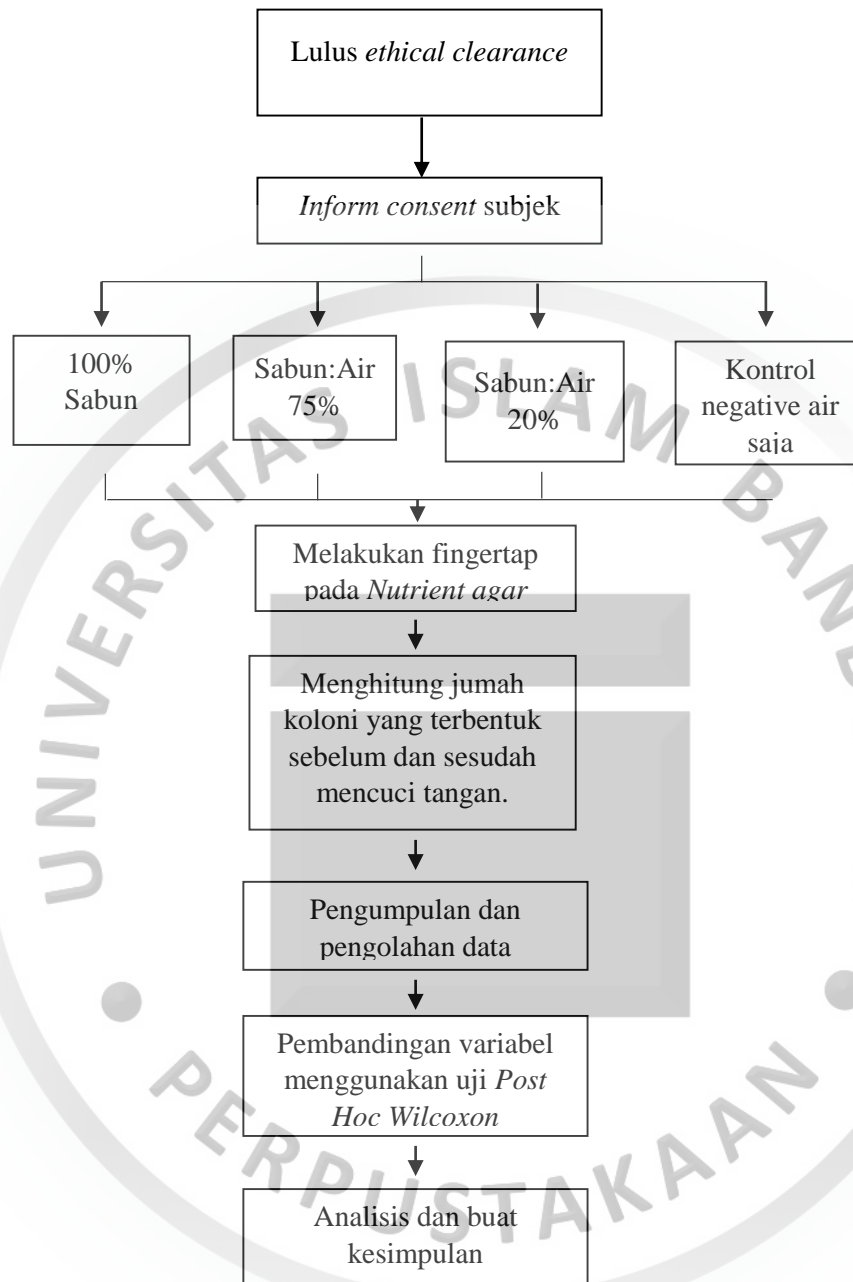 Lulus ethical clearance
Inform consent subjek
100%
Sabun
Sabun:Air
75%
Sabun:Air
20%
Kontrol
negative air
saja
Melakukan fingertap
pada Nutrient agar
Menghitung jumah
koloni yang terbentuk
sebelum dan sesudah
mencuci tangan.
Pengumpulan dan
pengolahan data
Pembandingan variabel
menggunakan uji Post
Hoc Wilcoxon
Analisis dan buat
kesimpulan
UNIVERSITAS ISLAM BAND
PERPUSTAKAAN